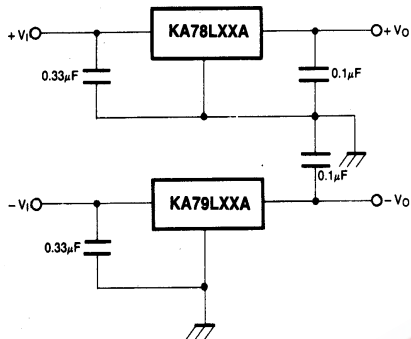 +VI
KA78LXXA
+VO
0.33μF
0.1μF
0.1μF
-VI
KA79LXXA
-VO
0.33μF